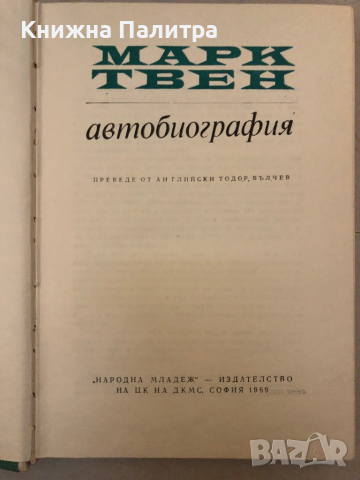 Книжна Палитра
МАРК
ТВЕН
автобиография
ПРЕВЕДЕ ОТ АНГЛИЙСКИ ТОДОР ВЪЛЧЕВ
„НАРОДНА МЛАДЕЖ“ — ИЗДАТЕЛСТВО
НА ЦК НА ДКМС, СОФИЯ 1969
BAZAR